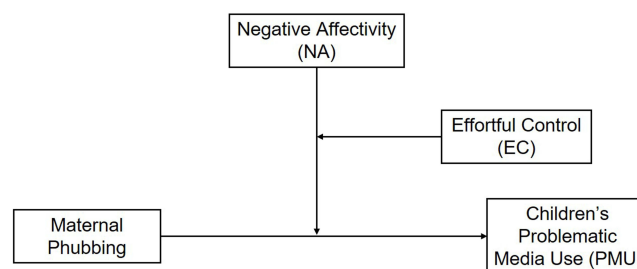 Negative Affectivity
(NA)
Effortful Control
(EC)
Maternal
Phubbing
Children’s
Problematic
Media Use (PMU